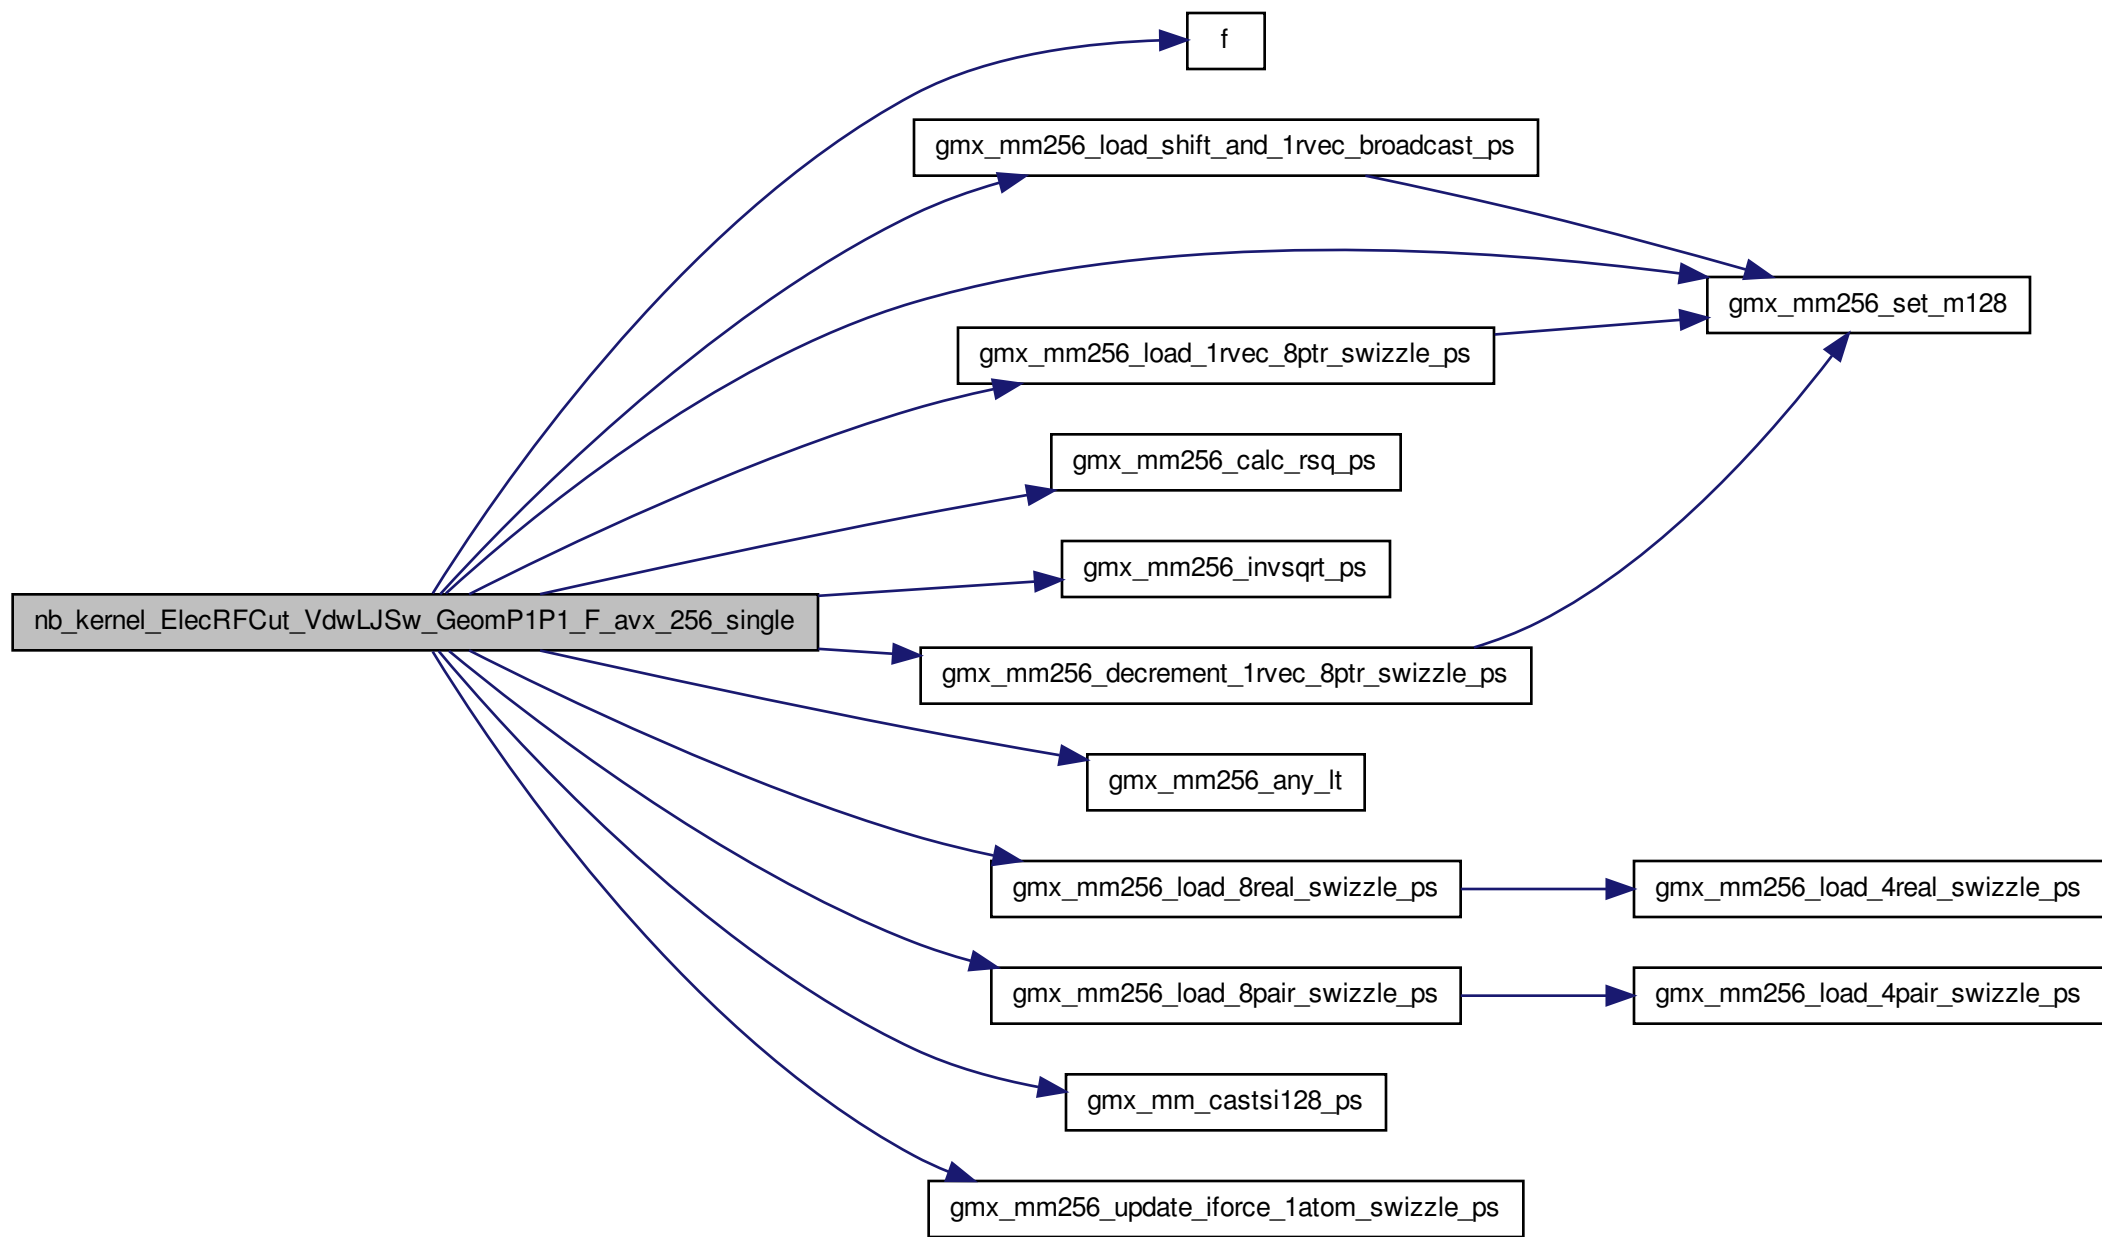 f
gmx_mm256_load_shift_and_1rvec_broadcast_ps
gmx_mm256_set_m128
gmx_mm256_load_1rvec_8ptr_swizzle_ps
gmx_mm256_calc_rsq_ps
gmx_mm256_invsqrt_ps
nb_kernel_ElecRFCut_VdwLJSw_GeomP1P1_F_avx_256_single
gmx_mm256_decrement_1rvec_8ptr_swizzle_ps
gmx_mm256_any_lt
gmx_mm256_load_8real_swizzle_ps
gmx_mm256_load_4real_swizzle_ps
gmx_mm256_load_8pair_swizzle_ps
gmx_mm256_load_4pair_swizzle_ps
gmx_mm_castsi128_ps
gmx_mm256_update_iforce_1atom_swizzle_ps